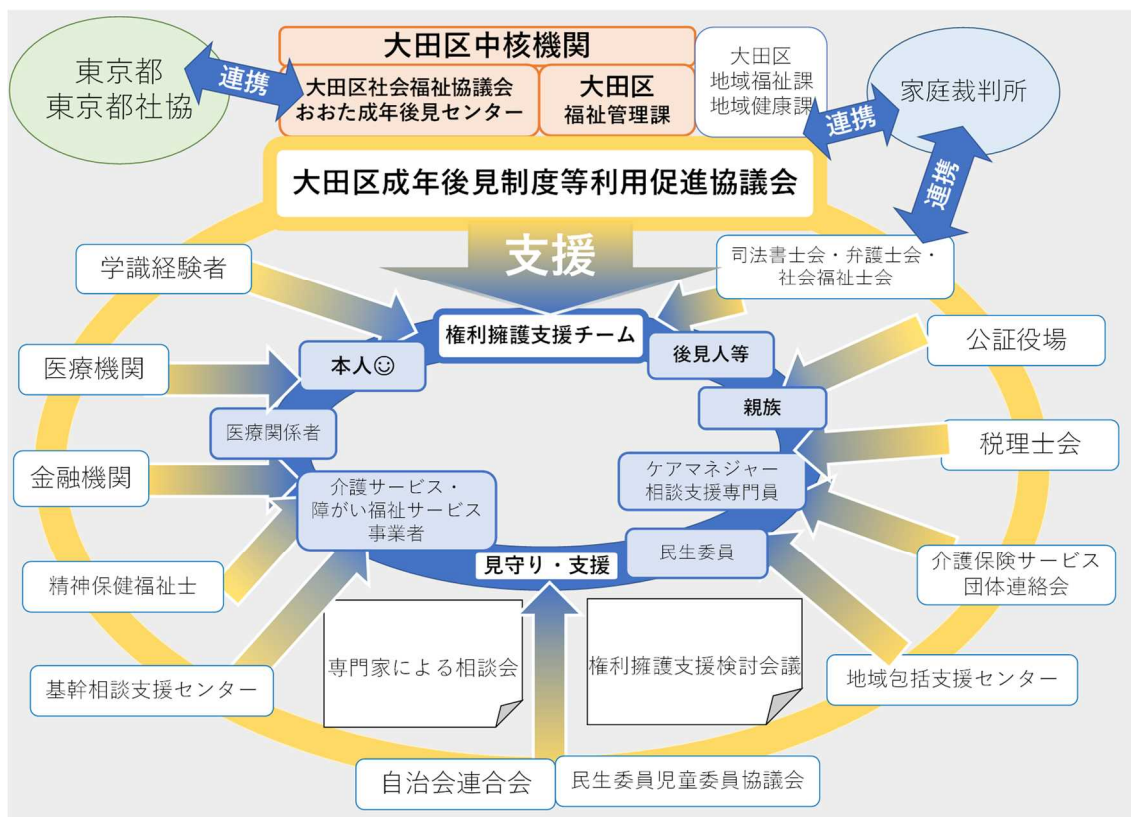 東京都
東京都社協
連携
大田区中核機関
大田区社会福祉協議会
おおた成年後見センター
大田区
福祉管理課
大田区
地域福祉課
地域健康課
連携
家庭裁判所
連携
大田区成年後見制度等利用促進協議会
支援
学識経験者
司法書士会・弁護士会・
社会福祉士会
権利擁護支援チーム
本人☺
後見人等
公証役場
医療機関
親族
医療関係者
税理士会
金融機関
ケアマネジャー
相談支援専門員
介護サービス・
障がい福祉サービス
事業者
民生委員
見守り・支援
精神保健福祉士
介護保険サービス
団体連絡会
専門家による相談会
権利擁護支援検討会議
基幹相談支援センター
地域包括支援センター
自治会連合会
民生委員児童委員協議会